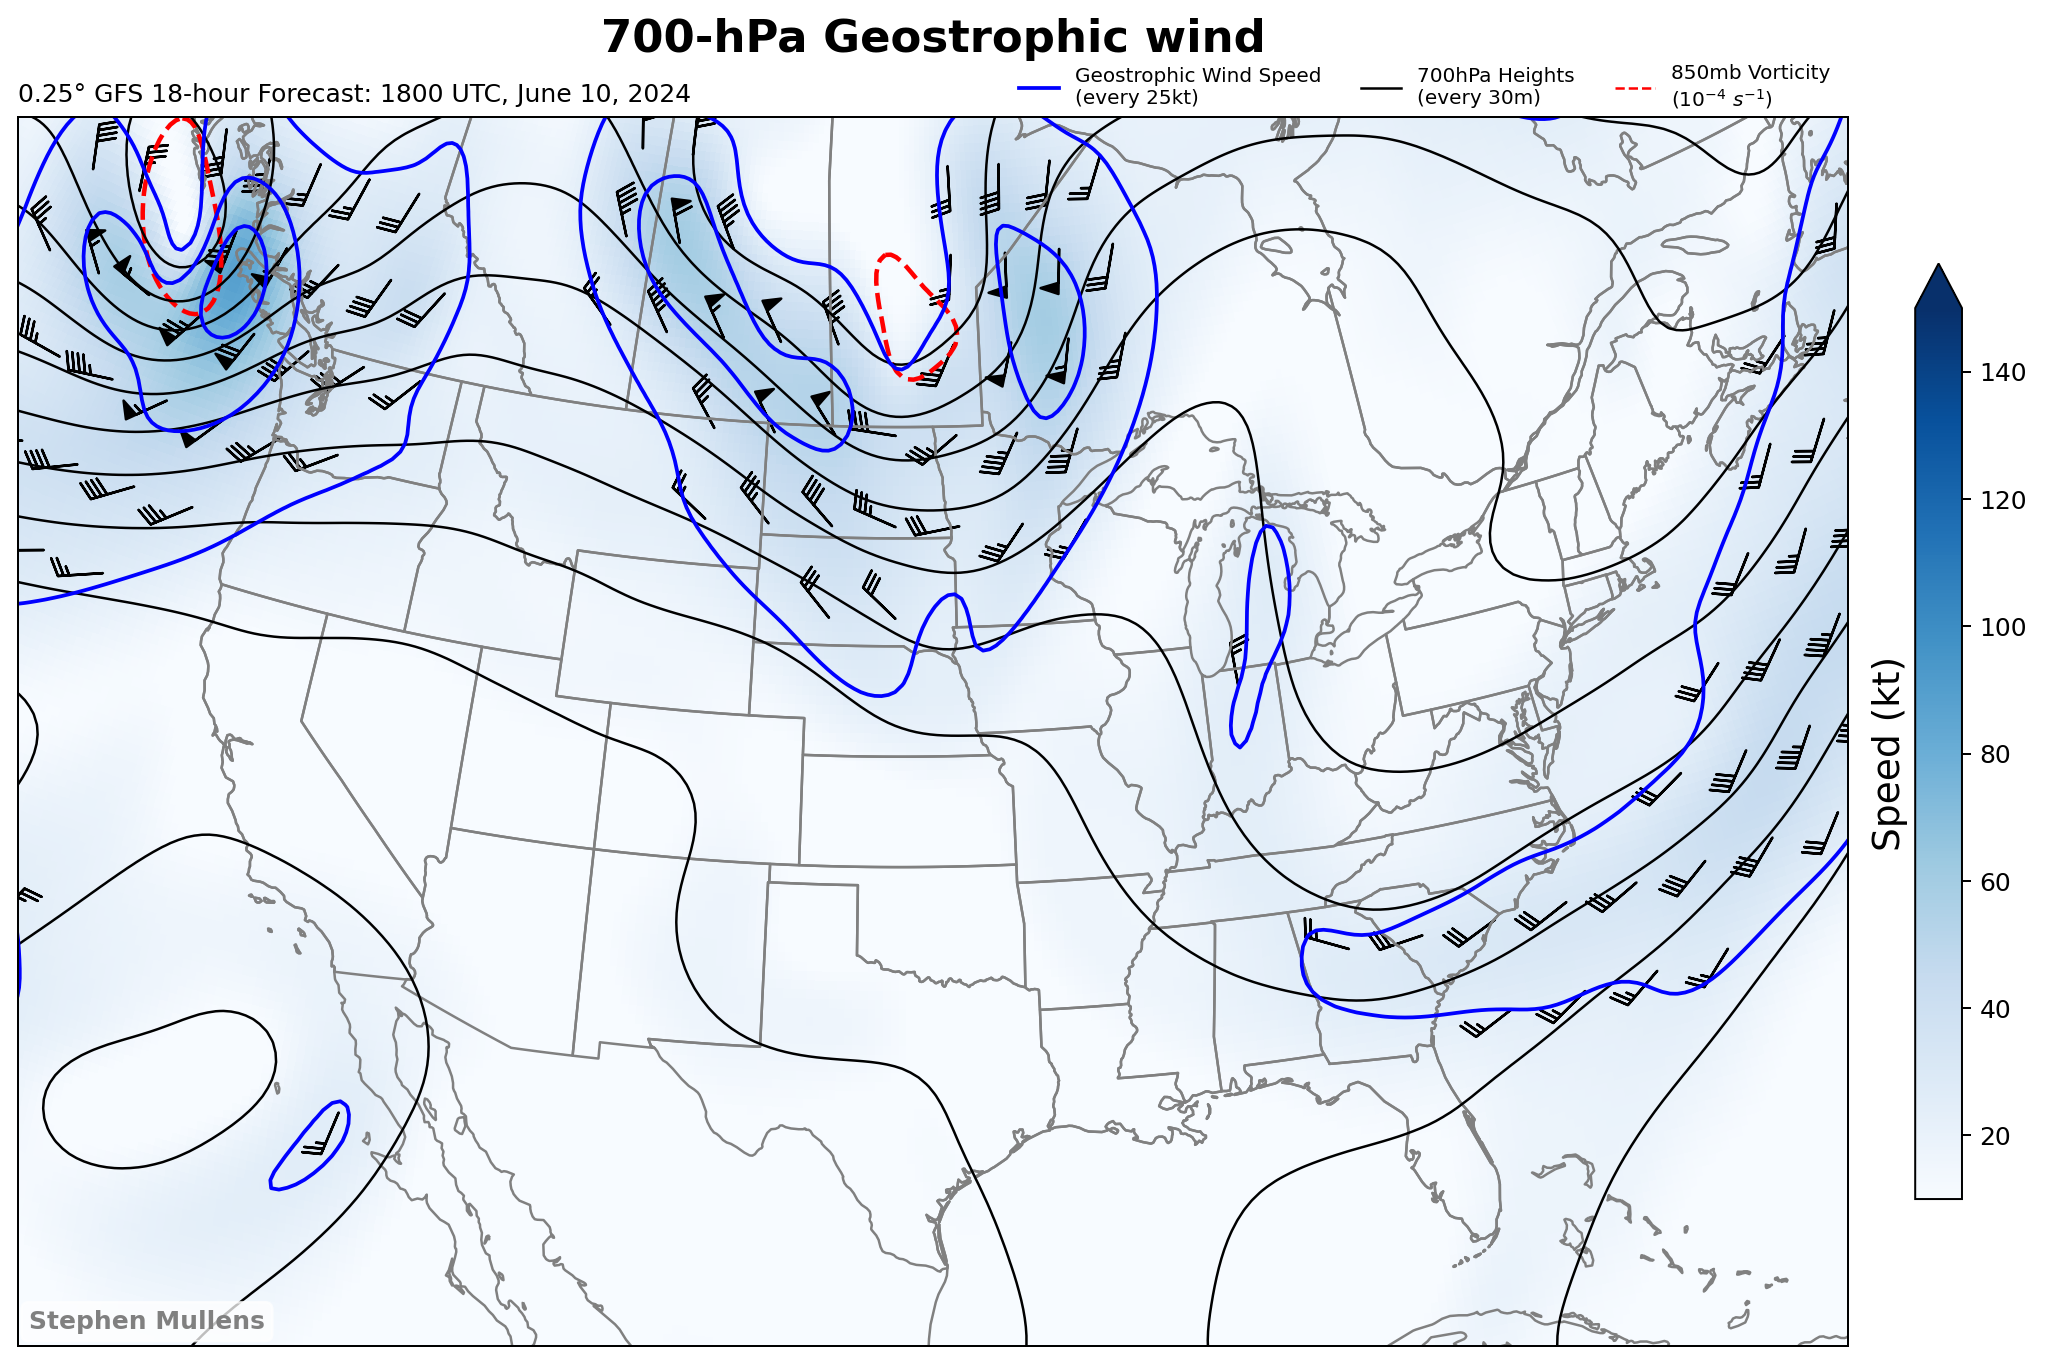 700-hPa Geostrophic wind
0.25° GFS 18-hour Forecast: 1800 UTC, June 10, 2024
Geostrophic Wind Speed
(every 25kt)
700hPa Heights
(every 30m)
850mb Vorticity
(10⁻⁴ s⁻¹)
140
120
100
80
60
40
20
Speed (kt)
Stephen Mullens